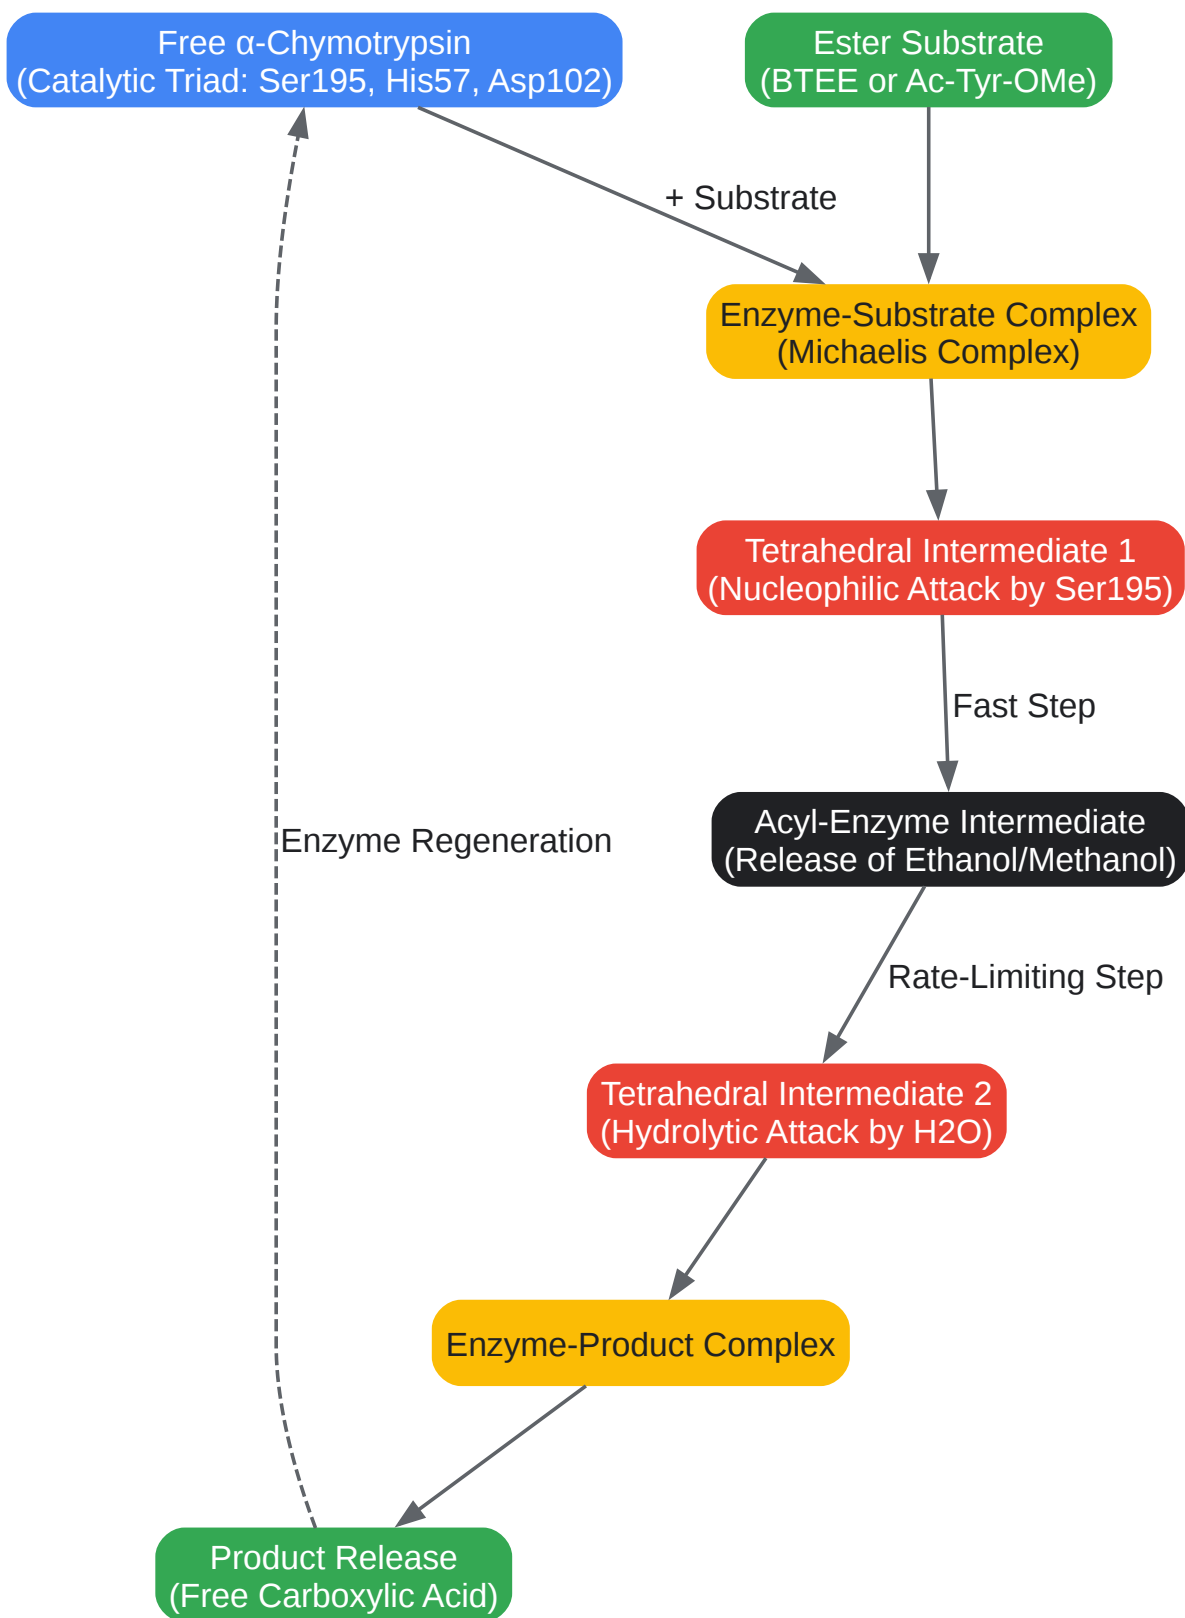 Free α-Chymotrypsin
(Catalytic Triad: Ser195, His57, Asp102)
Ester Substrate
(BTEE or Ac-Tyr-OMe)
+ Substrate
Enzyme-Substrate Complex
(Michaelis Complex)
Tetrahedral Intermediate 1
(Nucleophilic Attack by Ser195)
Fast Step
Acyl-Enzyme Intermediate
(Release of Ethanol/Methanol)
Enzyme Regeneration
Rate-Limiting Step
Tetrahedral Intermediate 2
(Hydrolytic Attack by H2O)
Enzyme-Product Complex
Product Release
(Free Carboxylic Acid)